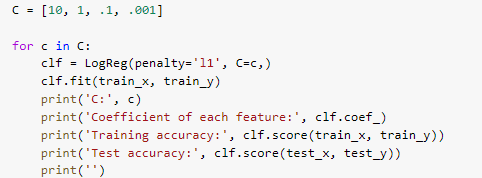 C = [10, 1, .1, .001]
for c in C:
clf = LogReg(penalty='l1', C=c,)
clf.fit(train_x, train_y)
print('C:', c)
print('Coefficient of each feature:', clf.coef_)
print('Training accuracy:', clf.score(train_x, train_y))
print('Test accuracy:', clf.score(test_x, test_y))
print('')